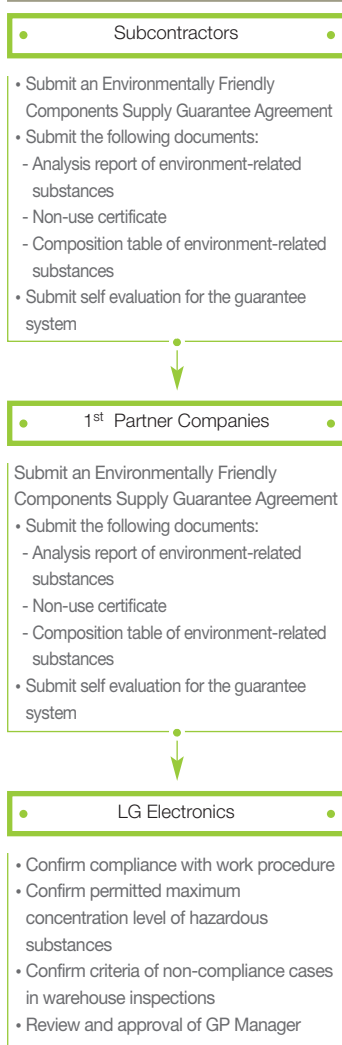 Subcontractors
• Submit an Environmentally Friendly
Components Supply Guarantee Agreement
• Submit the following documents:
- Analysis report of environment-related
substances
- Non-use certificate
- Composition table of environment-related
substances
• Submit self evaluation for the guarantee
system
1st Partner Companies
Submit an Environmentally Friendly
Components Supply Guarantee Agreement
• Submit the following documents:
- Analysis report of environment-related
substances
- Non-use certificate
- Composition table of environment-related
substances
• Submit self evaluation for the guarantee
system
LG Electronics
• Confirm compliance with work procedure
• Confirm permitted maximum
concentration level of hazardous
substances
• Confirm criteria of non-compliance cases
in warehouse inspections
• Review and approval of GP Manager